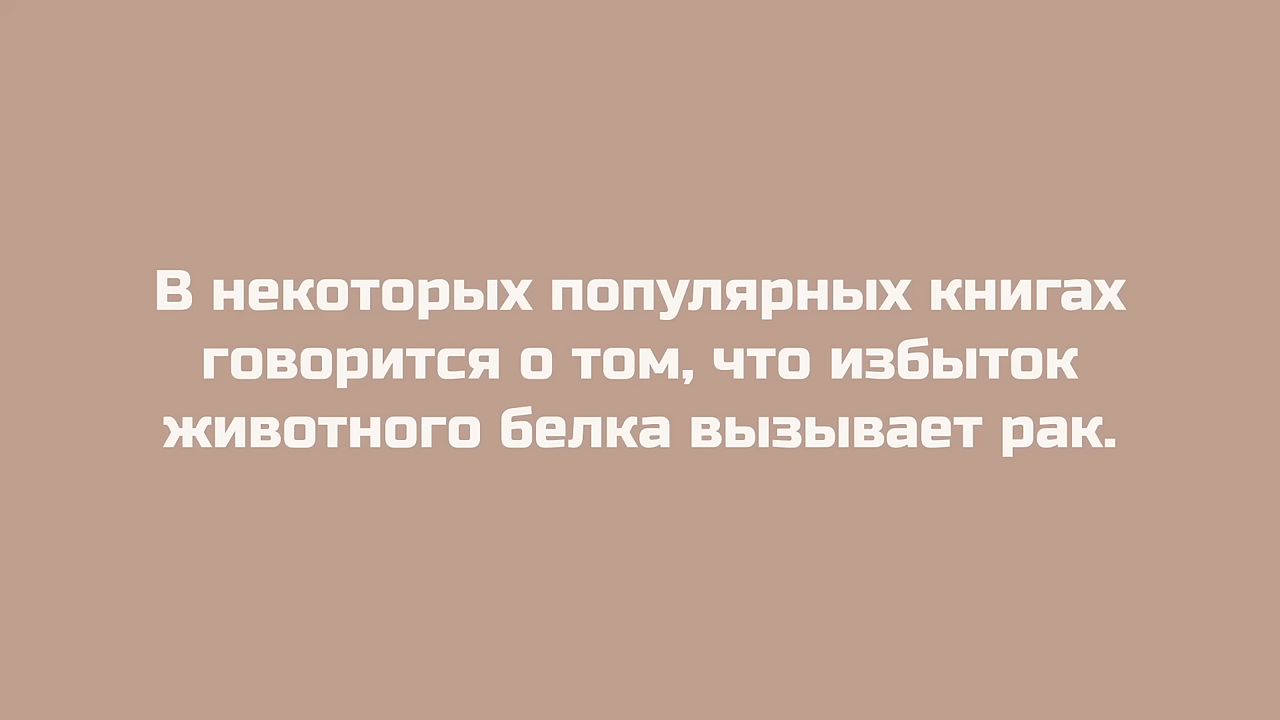 В некоторых популярных книгах
говорится о том, что избыток
животного белка вызывает рак.